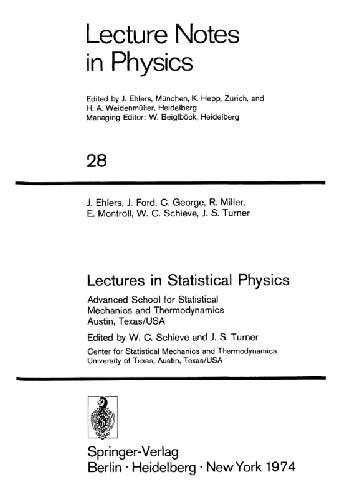 Lecture Notes
in Physics
Edited by J. Ehlers, München, K. Hepp, Zürich, and
H. A. Weidenmüller, Heidelberg
Managing Editor: W. Beiglböck, Heidelberg
28
J. Ehlers, J. Ford, C. George, R. Miller,
E. Montroll, W. C. Schieve, J. S. Turner
Lectures in Statistical Physics
Advanced School for Statistical
Mechanics and Thermodynamics
Austin, Texas/USA
Edited by W. C. Schieve and J. S. Turner
Center for Statistical Mechanics and Thermodynamics
University of Texas, Austin, Texas/USA
Springer-Verlag
Berlin · Heidelberg · New York 1974